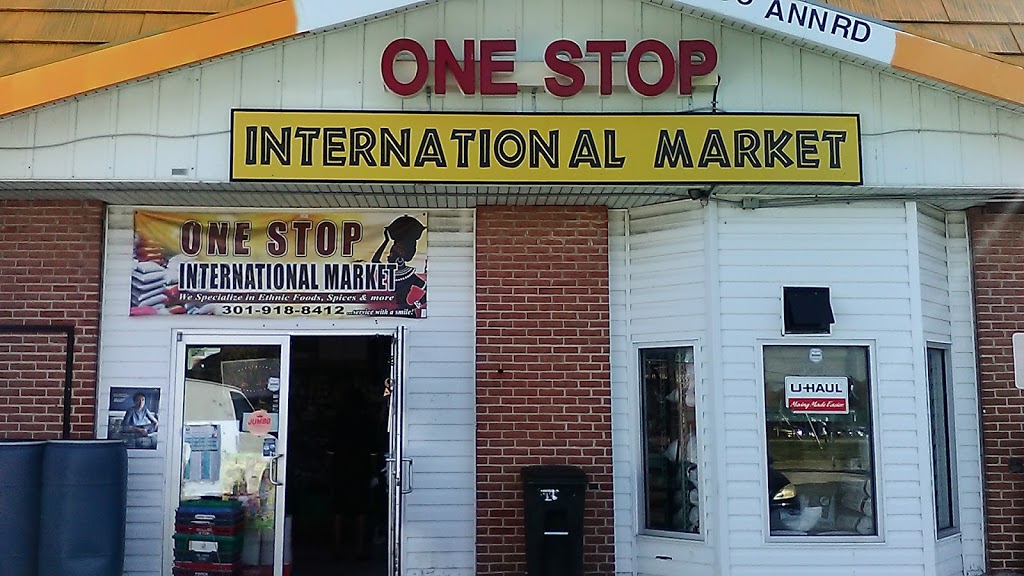 ANN RD
ONE STOP
INTERNATIONAL MARKET
ONE STOP
INTERNATIONAL MARKET
We Specialize in Ethnic Foods, Spices & more
301-918-8412 ...service with a smile!
U-HAUL
Moving Made Easier
JUMBO